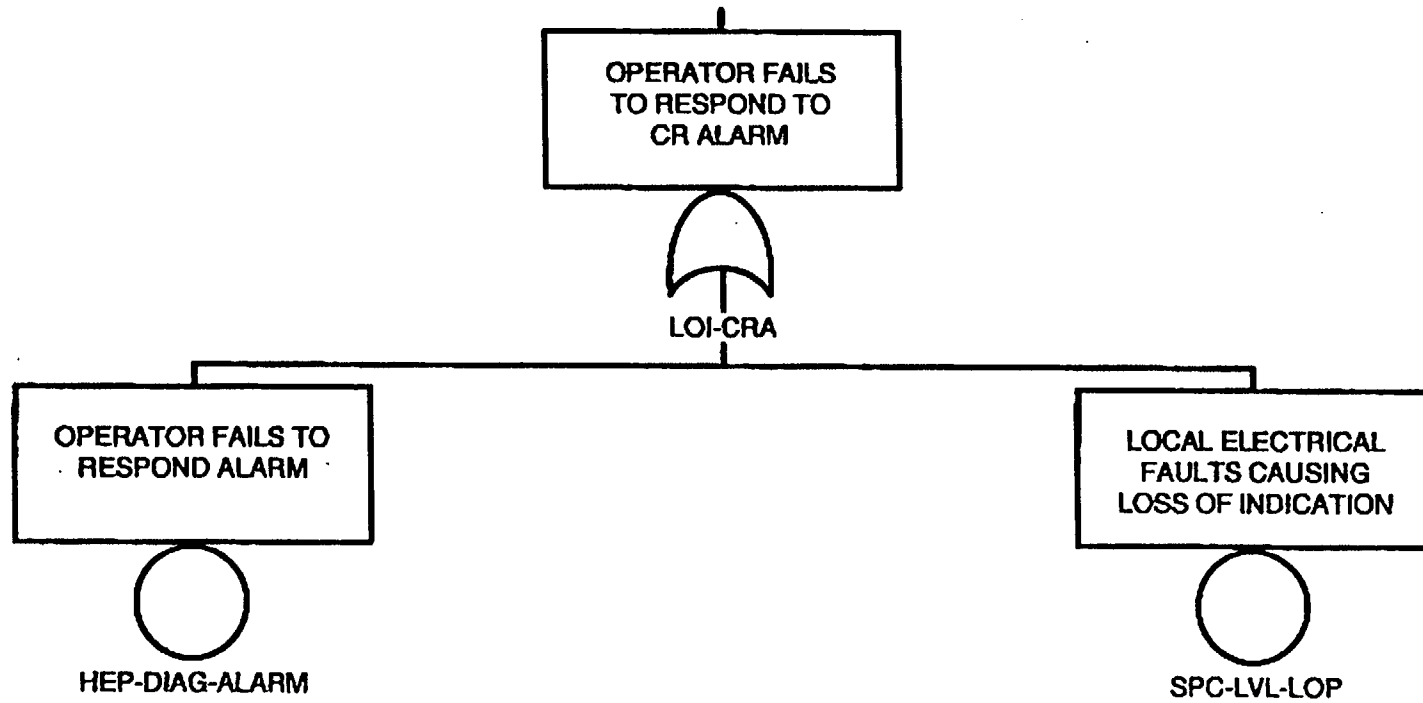 OPERATOR FAILS
TO RESPOND TO
CR ALARM
LOI-CRA
OPERATOR FAILS TO
RESPOND ALARM
HEP-DIAG-ALARM
LOCAL ELECTRICAL
FAULTS CAUSING
LOSS OF INDICATION
SPC-LVL-LOP